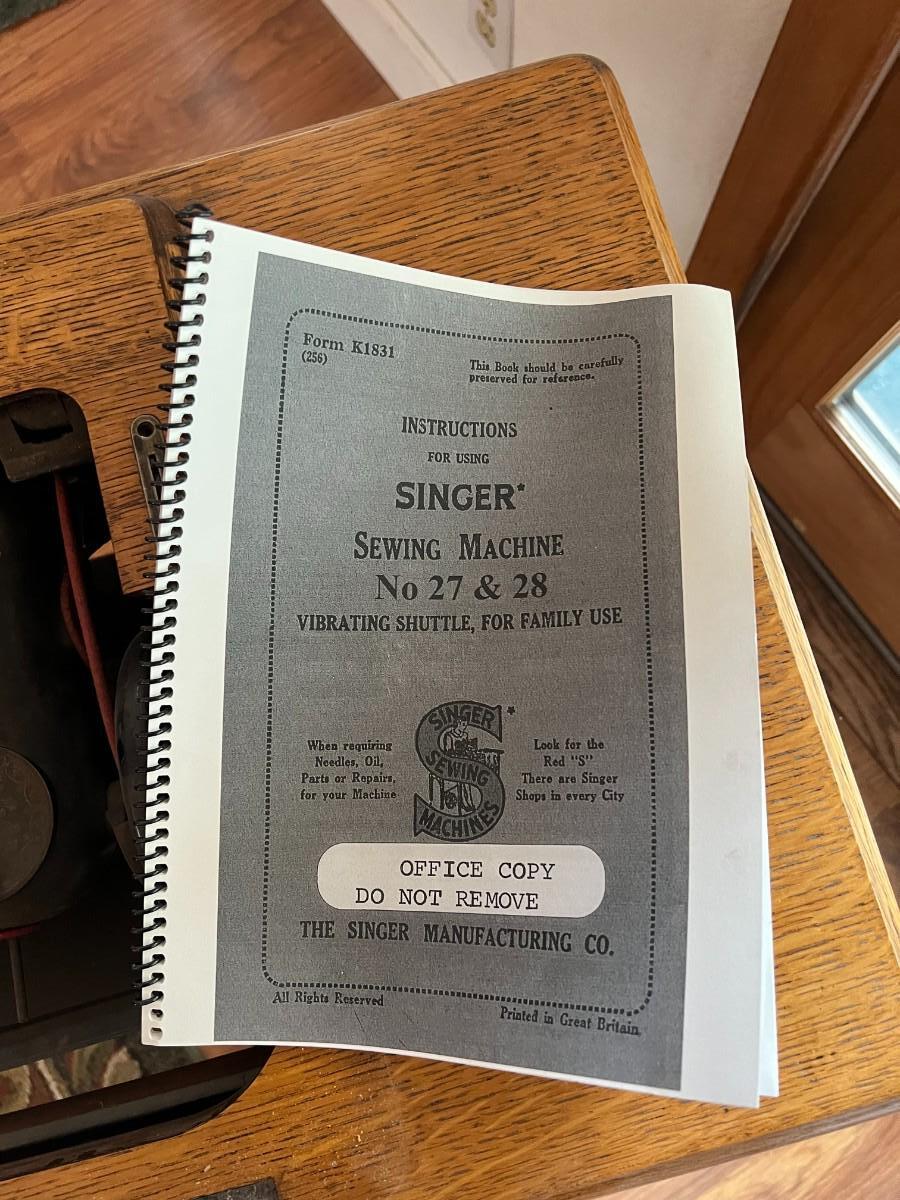 Form K1831
(256)
This Book should be carefully
preserved for reference.
INSTRUCTIONS
FOR USING
SINGER*
SEWING MACHINE
No 27 & 28
VIBRATING SHUTTLE, FOR FAMILY USE
When requiring
Needles, Oil,
Parts or Repairs,
for your Machine
SINGER *
SEWING
MACHINES
Look for the
Red "S"
There are Singer
Shops in every City
OFFICE COPY
DO NOT REMOVE
THE SINGER MANUFACTURING CO.
All Rights Reserved
Printed in Great Britain